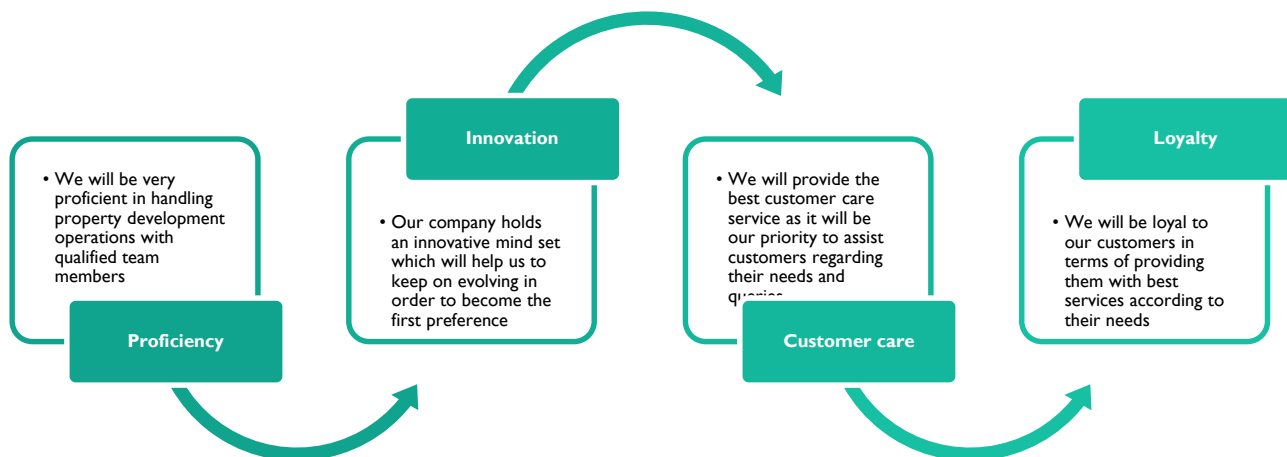 • We will be very
proficient in handling
property development
operations with
qualified team
members
Proficiency
Innovation
• Our company holds
an innovative mind set
which will help us to
keep on evolving in
order to become the
first preference
• We will provide the
best customer care
service as it will be
our priority to assist
customers regarding
their needs and
queries
Customer care
Loyalty
• We will be loyal to
our customers in
terms of providing
them with best
services according to
their needs